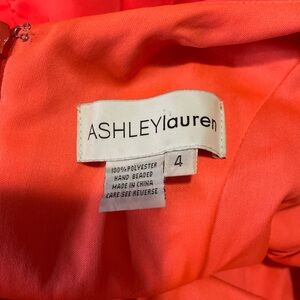 ASHLEYlauren
4
100% POLYESTER
HAND BEADED
MADE IN CHINA
CARE SEE REVERSE